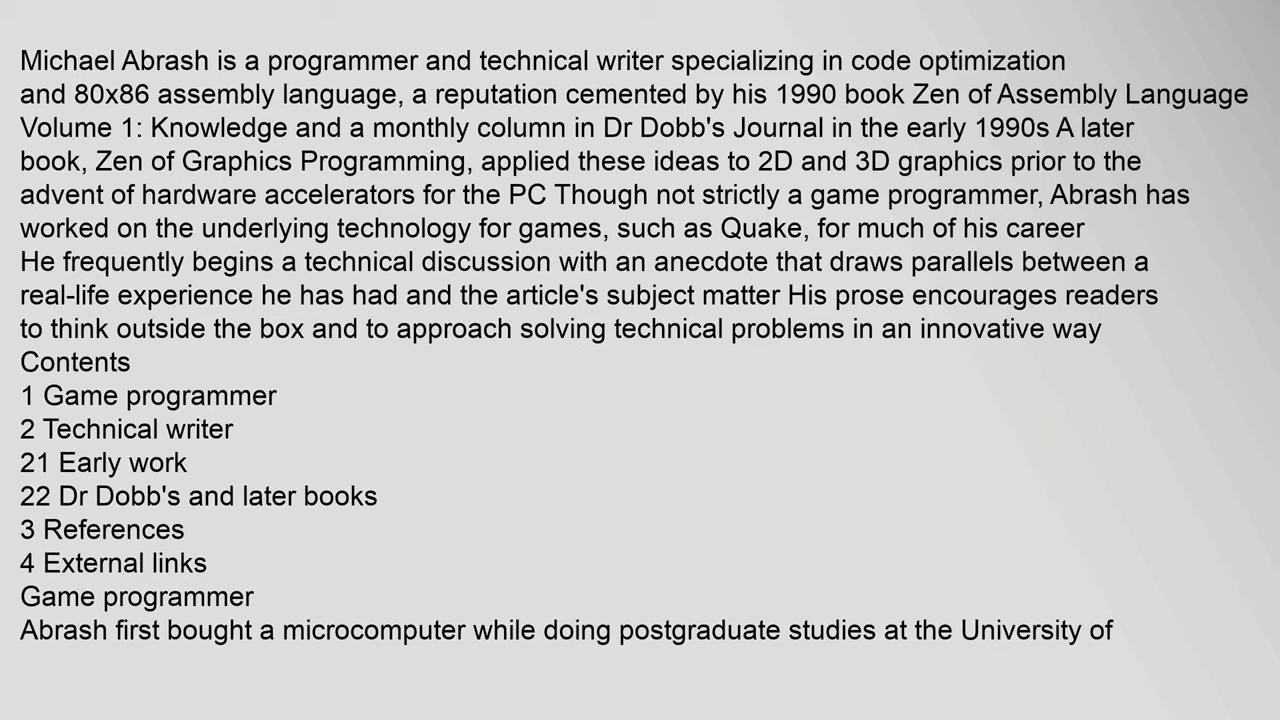 Michael Abrash is a programmer and technical writer specializing in code optimization
and 80x86 assembly language, a reputation cemented by his 1990 book Zen of Assembly Language
Volume 1: Knowledge and a monthly column in Dr Dobb's Journal in the early 1990s A later
book, Zen of Graphics Programming, applied these ideas to 2D and 3D graphics prior to the
advent of hardware accelerators for the PC Though not strictly a game programmer, Abrash has
worked on the underlying technology for games, such as Quake, for much of his career
He frequently begins a technical discussion with an anecdote that draws parallels between a
real-life experience he has had and the article's subject matter His prose encourages readers
to think outside the box and to approach solving technical problems in an innovative way
Contents
1 Game programmer
2 Technical writer
21 Early work
22 Dr Dobb's and later books
3 References
4 External links
Game programmer
Abrash first bought a microcomputer while doing postgraduate studies at the University of